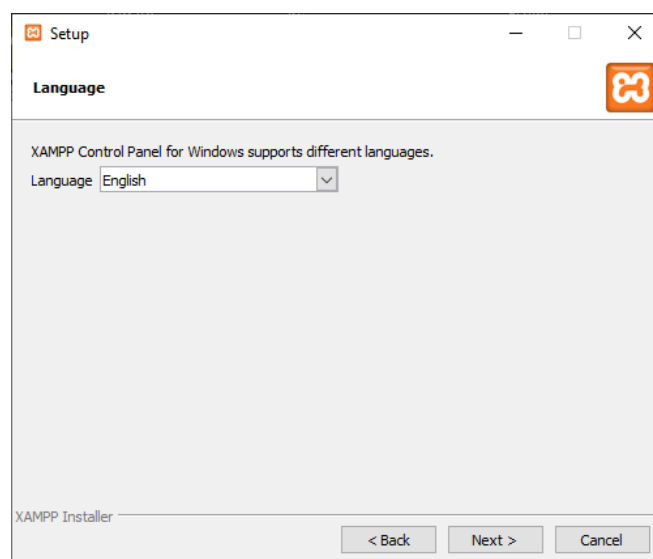 Setup
Language
XAMPP Control Panel for Windows supports different languages.
Language English
XAMPP Installer
< Back Next > Cancel